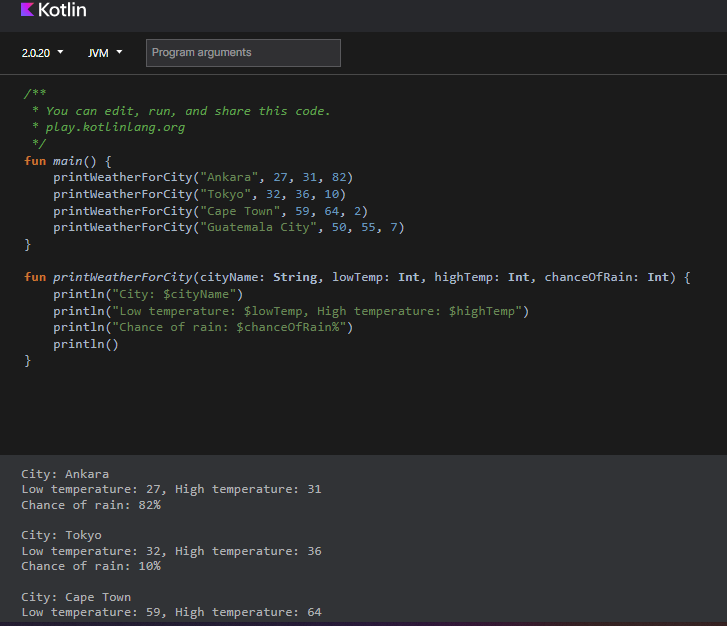 Kotlin
2.0.20 JVM Program arguments
/**
 * You can edit, run, and share this code.
 * play.kotlinlang.org
 */
fun main() {
    printWeatherForCity("Ankara", 27, 31, 82)
    printWeatherForCity("Tokyo", 32, 36, 10)
    printWeatherForCity("Cape Town", 59, 64, 2)
    printWeatherForCity("Guatemala City", 50, 55, 7)
}

fun printWeatherForCity(cityName: String, lowTemp: Int, highTemp: Int, chanceOfRain: Int) {
    println("City: $cityName")
    println("Low temperature: $lowTemp, High temperature: $highTemp")
    println("Chance of rain: $chanceOfRain%")
    println()
}

City: Ankara
Low temperature: 27, High temperature: 31
Chance of rain: 82%

City: Tokyo
Low temperature: 32, High temperature: 36
Chance of rain: 10%

City: Cape Town
Low temperature: 59, High temperature: 64